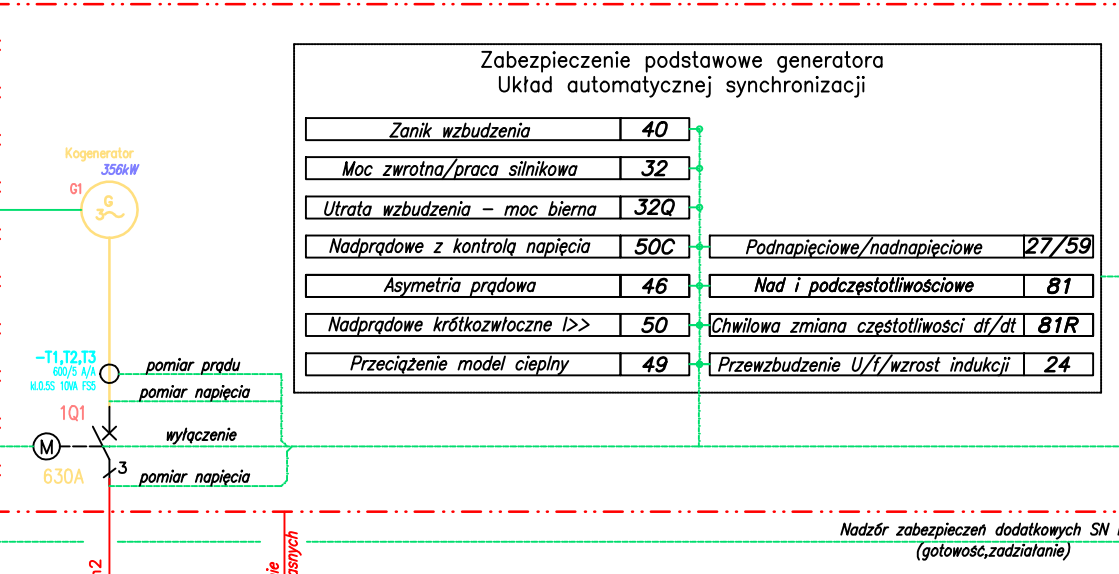 Zabezpieczenie podstawowe generatora
Układ automatycznej synchronizacji
Zanik wzbudzenia 40
Moc zwrotna/praca silnikowa 32
Utrata wzbudzenia – moc bierna 32Q
Nadprądowe z kontrolą napięcia 50C
Podnapięciowe/nadnapięciowe 27/59
Asymetria prądowa 46
Nad i podczęstotliwościowe 81
Nadprądowe krótkozwłoczne I>> 50
Chwilowa zmiana częstotliwości df/dt 81R
Przeciążenie model cieplny 49
Przewzbudzenie U/f/wzrost indukcji 24
Kogenerator
356kW
G1
G
3~
-T1,T2,T3
600/5 A/A
kl.0.5S 10VA FS5
pomiar prądu
pomiar napięcia
1Q1
wyłączenie
M
3
630A
pomiar napięcia
Nadzór zabezpieczeń dodatkowych SN
(gotowość,zadziałanie)